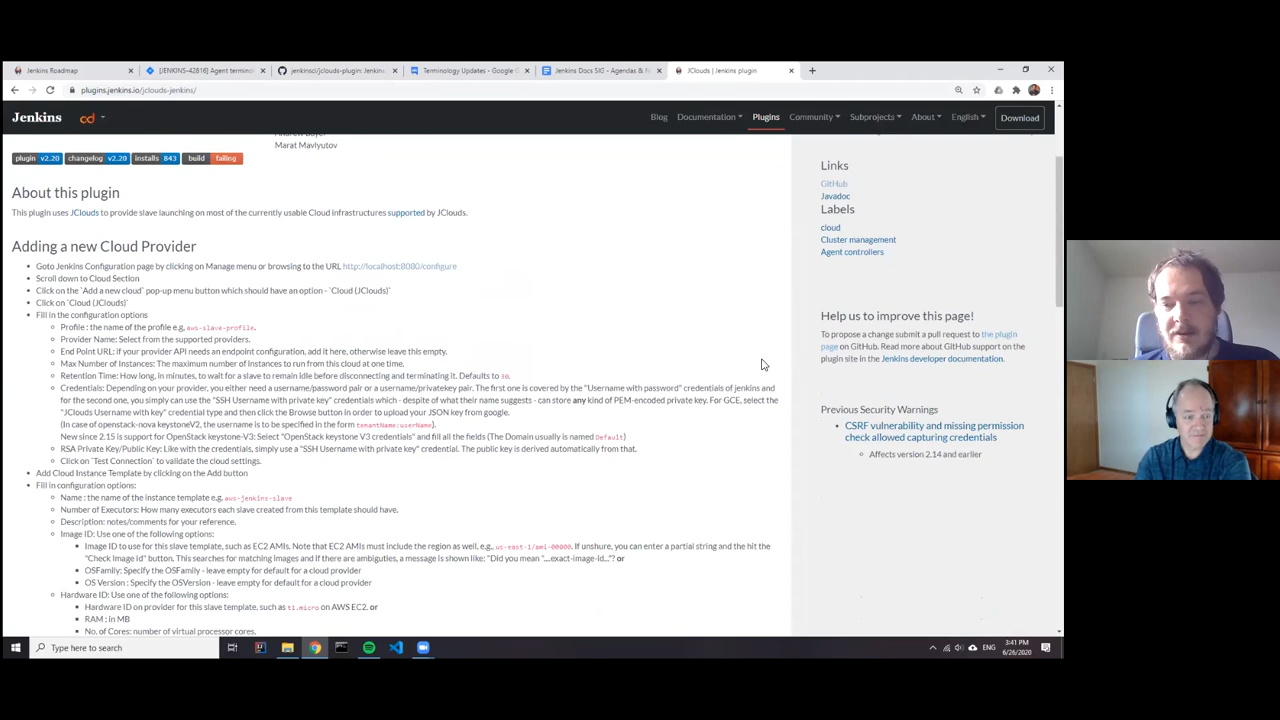 Jenkins Roadmap
[JENKINS-42816] Agent termino
jenkinsci/jclouds-plugin: Jenkins
Terminology Updates - Google
Jenkins Docs SIG - Agendas & 
JClouds | Jenkins plugin
plugins.jenkins.io/jclouds-jenkins/
Jenkins
cd
Blog
Documentation
Plugins
Community
Subprojects
About
English
Download
Marat Mavlyutov
plugin v2.20
changelog v2.20
installs 843
build failing
About this plugin
This plugin uses JClouds to provide slave launching on most of the currently usable Cloud infrastructures supported by JClouds.
Adding a new Cloud Provider
Goto Jenkins Configuration page by clicking on Manage menu or browsing to the URL http://localhost:8080/configure
Scroll down to Cloud Section
Click on the `Add a new cloud` pop-up menu button which should have an option - `Cloud (JClouds)`
Click on `Cloud (JClouds)`
Fill in the configuration options
Profile : the name of the profile e.g, aws-slave-profile.
Provider Name: Select from the supported providers.
End Point URL: if your provider API needs an endpoint configuration, add it here, otherwise leave this empty.
Max Number of Instances: The maximum number of instances to run from this cloud at one time.
Retention Time: How long, in minutes, to wait for a slave to remain idle before disconnecting and terminating it. Defaults to 30.
Credentials: Depending on your provider, you either need a username/password pair or a username/privatekey pair. The first one is covered by the "Username with password" credentials of jenkins and
for the second one, you simply can use the "SSH Username with private key" credentials which - despite of what their name suggests - can store any kind of PEM-encoded private key. For GCE, select the
"JClouds Username with key" credential type and then click the Browse button in order to upload your JSON key from google.
(In case of openstack-nova keystoneV2, the username is to be specified in the form tenantName:userName).
New since 2.15 is support for OpenStack keystone-V3: Select "OpenStack keystone V3 credentials" and fill all the fields (The Domain usually is named Default)
RSA Private Key/Public Key: Like with the credentials, simply use a "SSH Username with private key" credential. The public key is derived automatically from that.
Click on `Test Connection` to validate the cloud settings.
Add Cloud Instance Template by clicking on the Add button
Fill in configuration options:
Name : the name of the instance template e.g. aws-jenkins-slave
Number of Executors: How many executors each slave created from this template should have.
Description: notes/comments for your reference.
Image ID: Use one of the following options:
Image ID to use for this slave template, such as EC2 AMIs. Note that EC2 AMIs must include the region as well, e.g., us-east-1/ami-00000. If unshure, you can enter a partial string and the hit the
"Check Image Id" button. This searches for matching images and if there are ambiguties, a message is shown like: "Did you mean "....exact-image-id..."? or
OSFamily: Specify the OSFamily - leave empty for default for a cloud provider
OS Version : Specify the OSVersion - leave empty for default for a cloud provider
Hardware ID: Use one of the following options:
Hardware ID on provider for this slave template, such as t1.micro on AWS EC2. or
RAM : in MB
No. of Cores: number of virtual processor cores.
Links
GitHub
Javadoc
Labels
cloud
Cluster management
Agent controllers
Help us to improve this page!
To propose a change submit a pull request to the plugin
page on GitHub. Read more about GitHub support on the
plugin site in the Jenkins developer documentation.
Previous Security Warnings
CSRF vulnerability and missing permission
check allowed capturing credentials
Affects version 2.14 and earlier
Type here to search
ENG
3:41 PM
6/26/2020